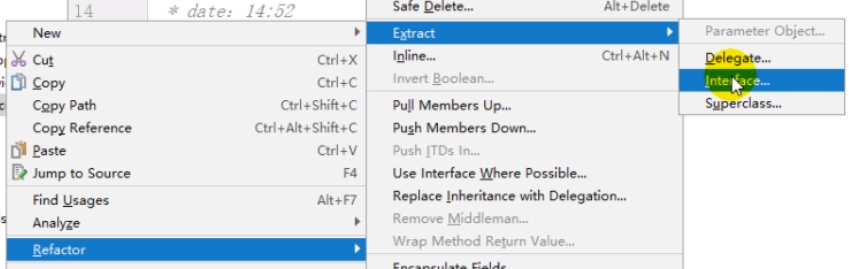 14
* date: 14:52
New
Cut Ctrl+X
Copy Ctrl+C
Copy Path Ctrl+Shift+C
Copy Reference Ctrl+Alt+Shift+C
Paste Ctrl+V
Jump to Source F4
Find Usages Alt+F7
Analyze
Refactor
Safe Delete... Alt+Delete
Extract
Inline... Ctrl+Alt+N
Invert Boolean...
Pull Members Up...
Push Members Down...
Push ITDs In...
Use Interface Where Possible...
Replace Inheritance with Delegation...
Remove Middleman...
Wrap Method Return Value...
Encapsulate Fields
Parameter Object...
Delegate...
Interface...
Superclass...